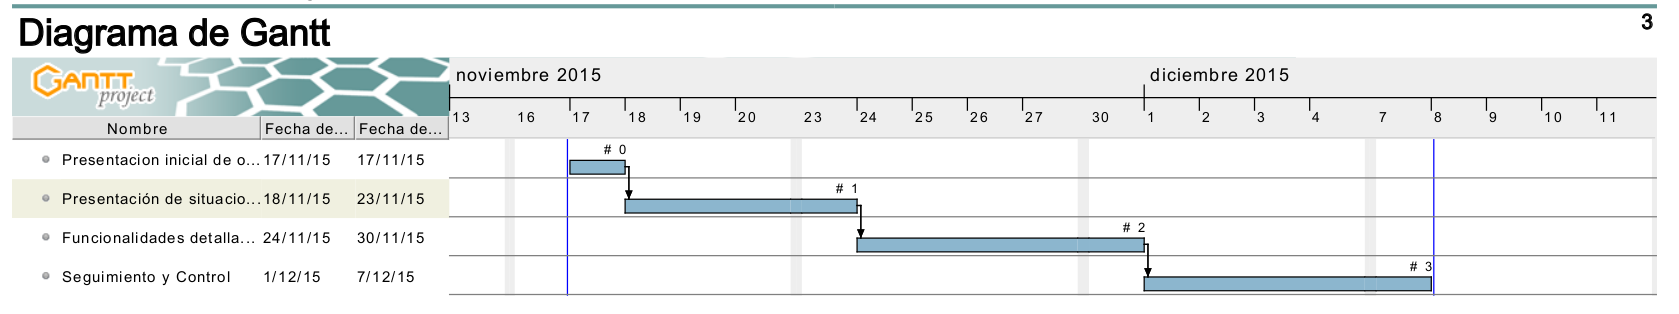 Diagrama de Gantt
3
GANTT
project
noviembre 2015
diciembre 2015
13 16 17 18 19 20 23 24 25 26 27 30 1 2 3 4 7 8 9 10 11
Nombre Fecha de... Fecha de...
Presentacion inicial de o... 17/11/15 17/11/15
# 0
Presentación de situacio... 18/11/15 23/11/15
# 1
Funcionalidades detalla... 24/11/15 30/11/15
# 2
Seguimiento y Control 1/12/15 7/12/15
# 3